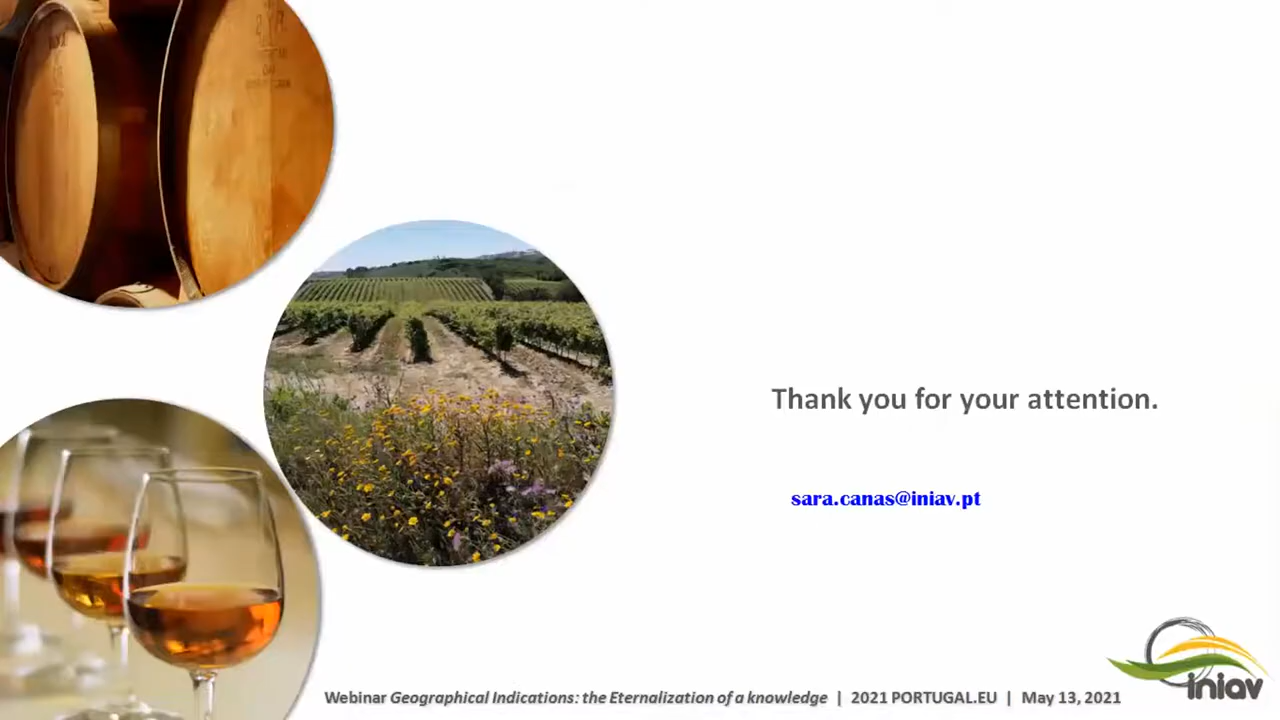 Thank you for your attention.
sara.canas@iniav.pt
iniav
Webinar Geographical Indications: the Eternalization of a knowledge | 2021 PORTUGAL.EU | May 13, 2021